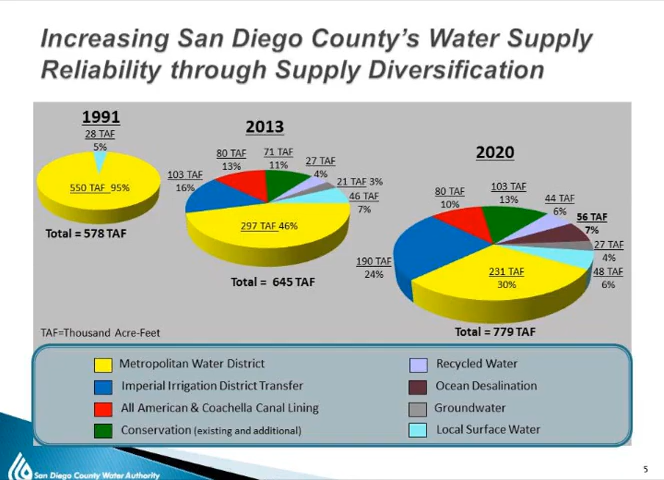 Increasing San Diego County's Water Supply
Reliability through Supply Diversification
1991
28 TAF
5%
550 TAF 95%
Total = 578 TAF
2013
103 TAF
16%
80 TAF
13%
71 TAF
11%
27 TAF
4%
21 TAF 3%
46 TAF
7%
297 TAF 46%
Total = 645 TAF
2020
190 TAF
24%
80 TAF
10%
103 TAF
13%
44 TAF
6%
56 TAF
7%
27 TAF
4%
48 TAF
6%
231 TAF
30%
Total = 779 TAF
TAF=Thousand Acre-Feet
Metropolitan Water District
Imperial Irrigation District Transfer
All American & Coachella Canal Lining
Conservation (existing and additional)
Recycled Water
Ocean Desalination
Groundwater
Local Surface Water
San Diego County Water Authority
5